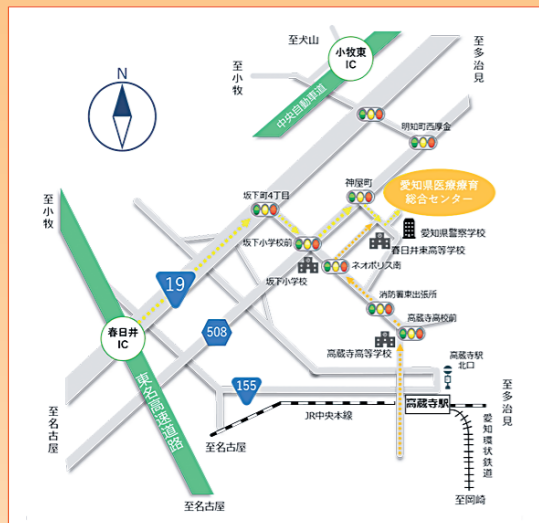 至犬山
小牧東
IC
至多治見
至小牧
N
中央自動車道
明知町西厚金
神屋町
愛知県医療療育
総合センター
坂下町4丁目
至小牧
愛知県警察学校
坂下小学校前
春日井東高等学校
ネオポリス南
坂下小学校
19
消防署東出張所
508
高蔵寺高校前
春日井
IC
高蔵寺高等学校
高蔵寺駅
北口
155
東名高速道路
至多治見
高蔵寺駅
至名古屋
JR中央本線
愛知環状鉄道
至名古屋
至岡崎
至名古屋